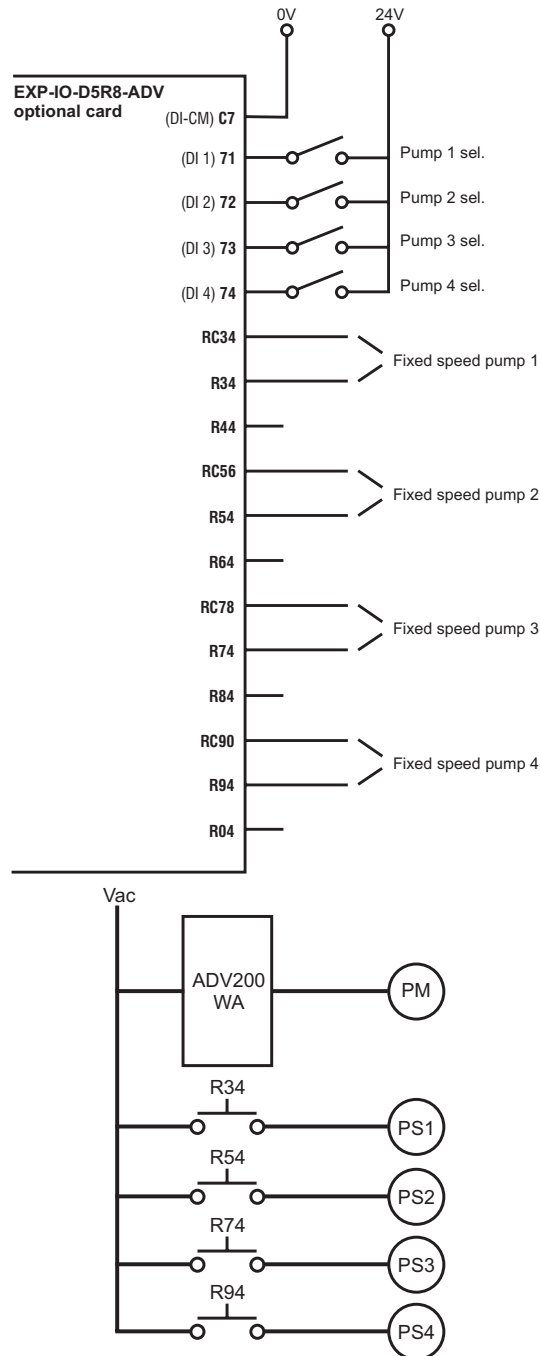 0V 24V
EXP-IO-D5R8-ADV
optional card
(DI-CM) C7
(DI 1) 71 Pump 1 sel.
(DI 2) 72 Pump 2 sel.
(DI 3) 73 Pump 3 sel.
(DI 4) 74 Pump 4 sel.
RC34
Fixed speed pump 1
R34
R44
RC56
Fixed speed pump 2
R54
R64
RC78
Fixed speed pump 3
R74
R84
RC90
Fixed speed pump 4
R94
R04
Vac
ADV200
WA
PM
R34
PS1
R54
PS2
R74
PS3
R94
PS4